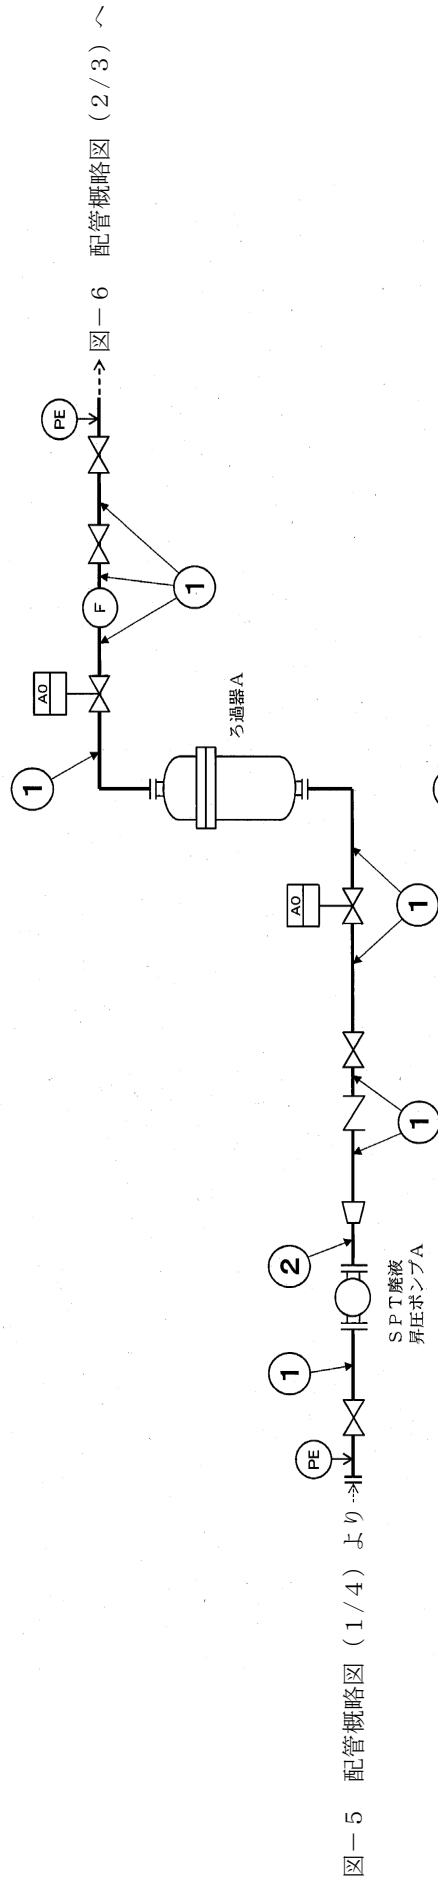 図－6　配管概略図（2/3）へ
PE
F
1
AO
1
ろ過器A
AO
1
1
2
SPT廃液
昇圧ポンプA
1
PE
図－5　配管概略図（1/4）より